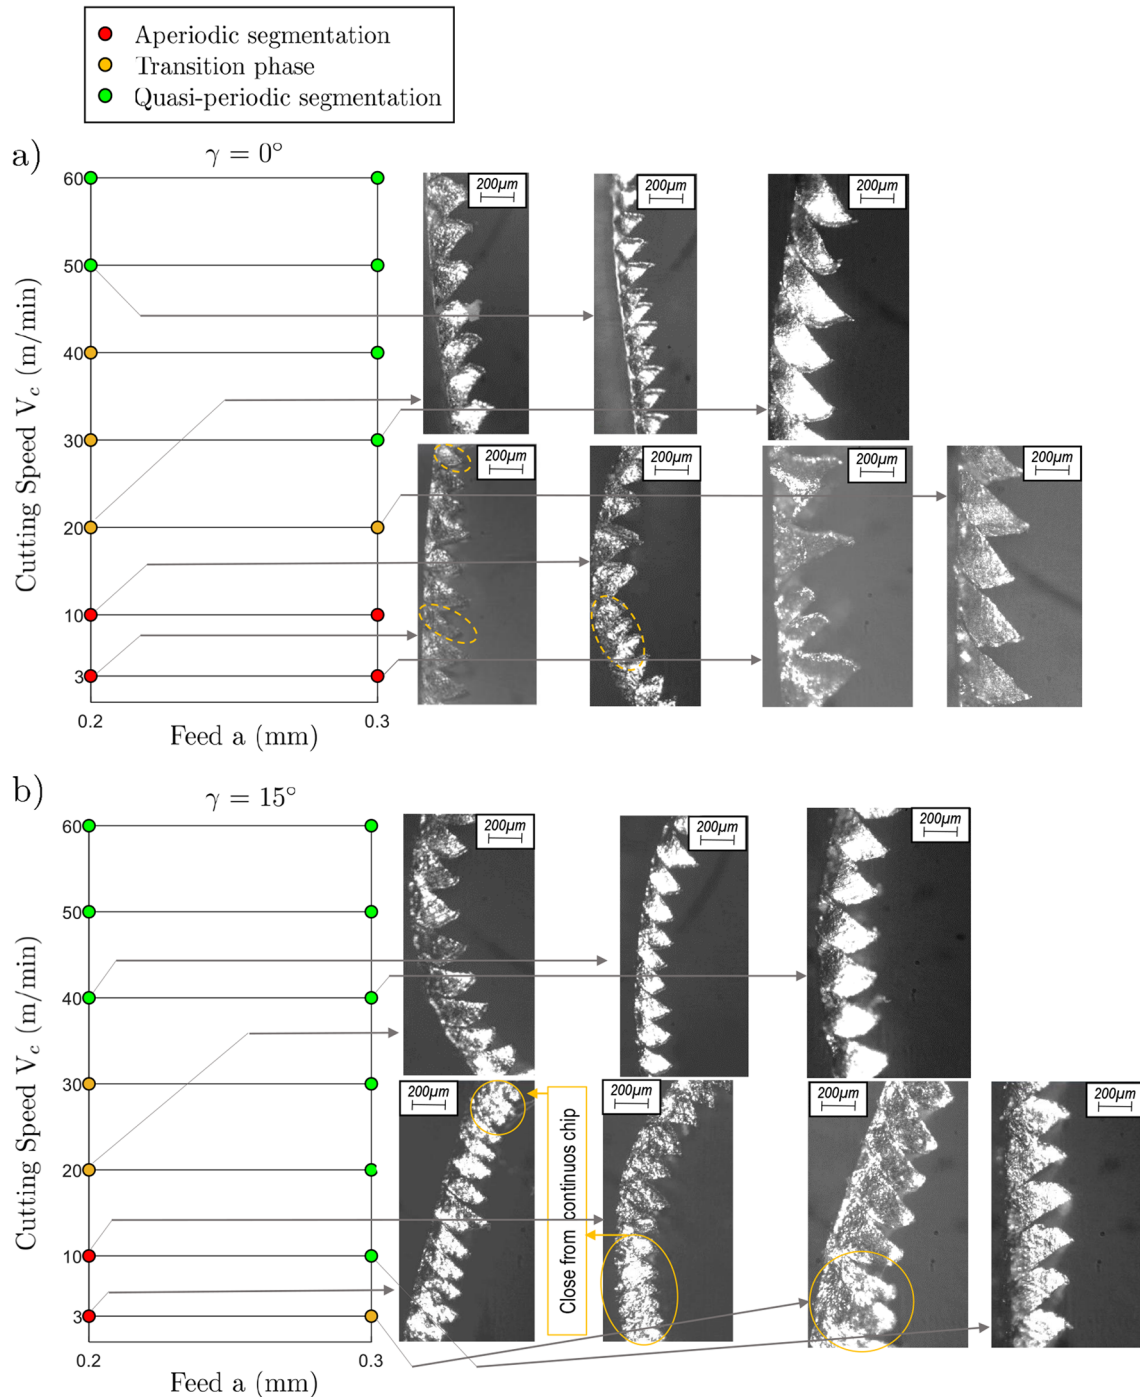 Aperiodic segmentation
Transition phase
Quasi-periodic segmentation
a)
γ = 0°
60
50
40
30
20
10
3
0.2
0.3
Cutting Speed V_c (m/min)
Feed a (mm)
200µm
200µm
200µm
200µm
200µm
200µm
200µm
b)
γ = 15°
60
50
40
30
20
10
3
0.2
0.3
Cutting Speed V_c (m/min)
Feed a (mm)
200µm
200µm
200µm
200µm
200µm
200µm
200µm
Close from continuos chip